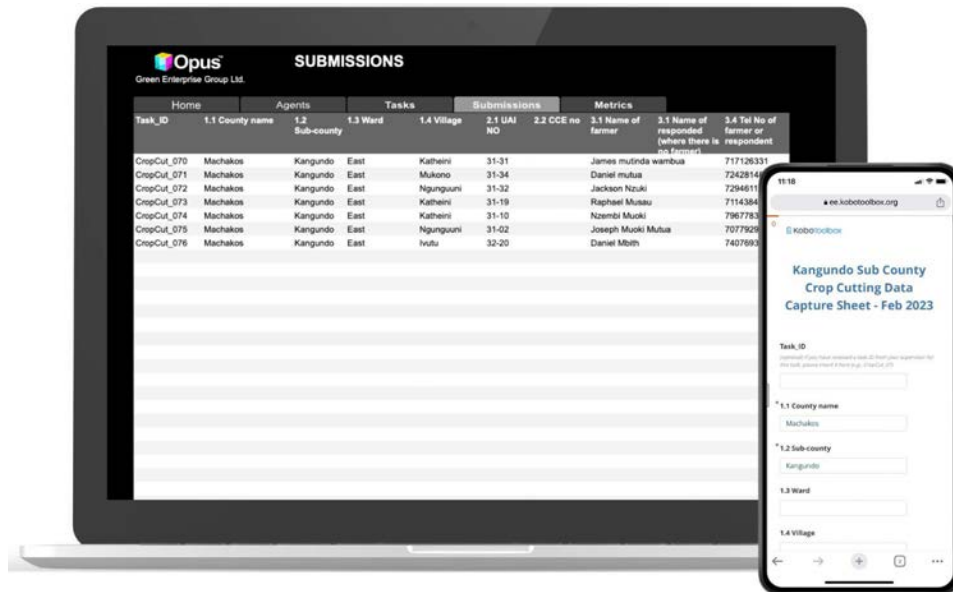 Opus™
SUBMISSIONS
Green Enterprise Group Ltd.
Home Agents Tasks Submissions Metrics
Task_ID 1.1 County name 1.2 Sub-county 1.3 Ward 1.4 Village 2.1 UAI NO 2.2 CCE no 3.1 Name of farmer 3.1 Name of responded (where there is no farmer) 3.4 Tel No of farmer or respondent
CropCut_070 Machakos Kangundo East Katheini 31-31 James mutinda wambua 717126331
CropCut_071 Machakos Kangundo East Mukono 31-34 Daniel mutua
CropCut_072 Machakos Kangundo East Ngunguuni 31-32 Jackson Nzuki
CropCut_073 Machakos Kangundo East Katheini 31-19 Raphael Musau 7114384
CropCut_074 Machakos Kangundo East Katheini 31-10 Nzembi Muoki 7967783
CropCut_075 Machakos Kangundo East Ngunguuni 31-02 Joseph Muoki Mutua 7077929
CropCut_076 Machakos Kangundo East Ivutu 32-20 Daniel Mbith 7407693
11:18
ee.kobotoolbox.org
0
Kobotoolbox
Kangundo Sub County
Crop Cutting Data
Capture Sheet - Feb 2023
Task_ID
*1.1 County name
Machakos
*1.2 Sub-county
Kangundo
1.3 Ward
1.4 Village